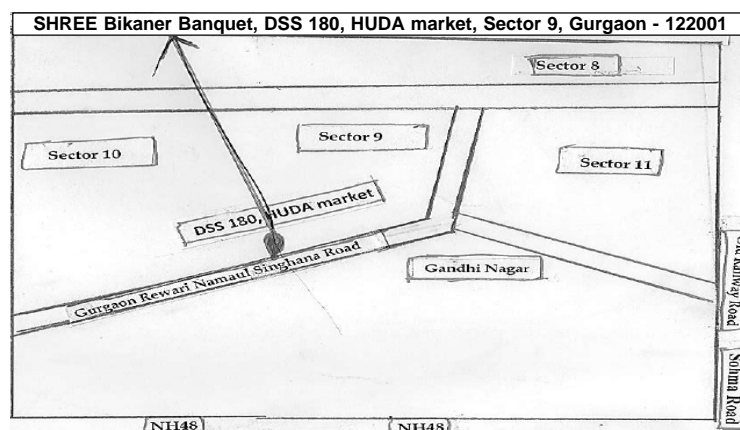 SHREE Bikaner Banquet, DSS 180, HUDA market, Sector 9, Gurgaon - 122001
Sector 8
Sector 9
Sector 10
Sector 11
DSS 180, HUDA market
Gurgaon Rewari Namaul Singhana Road
Gandhi Nagar
Railway Road
Sohma Road
NH48
NH48